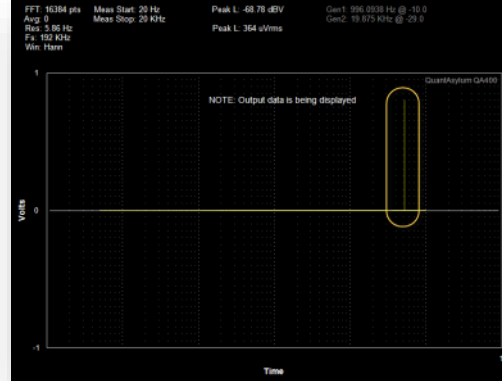 FFT: 16384 pts Meas Start: 20 Hz Peak L: -68.78 dBV Gen1: 996.0938 Hz @ -10.0
Avg: 0 Meas Stop: 20 KHz Gen2: 19.875 KHz @ -29.0
Res: 5.86 Hz Peak L: 364 uVrms
Fs: 192 KHz
Win: Hann
QuantAsylum QA400
NOTE: Output data is being displayed
1
Volts
0
-1
1
Time